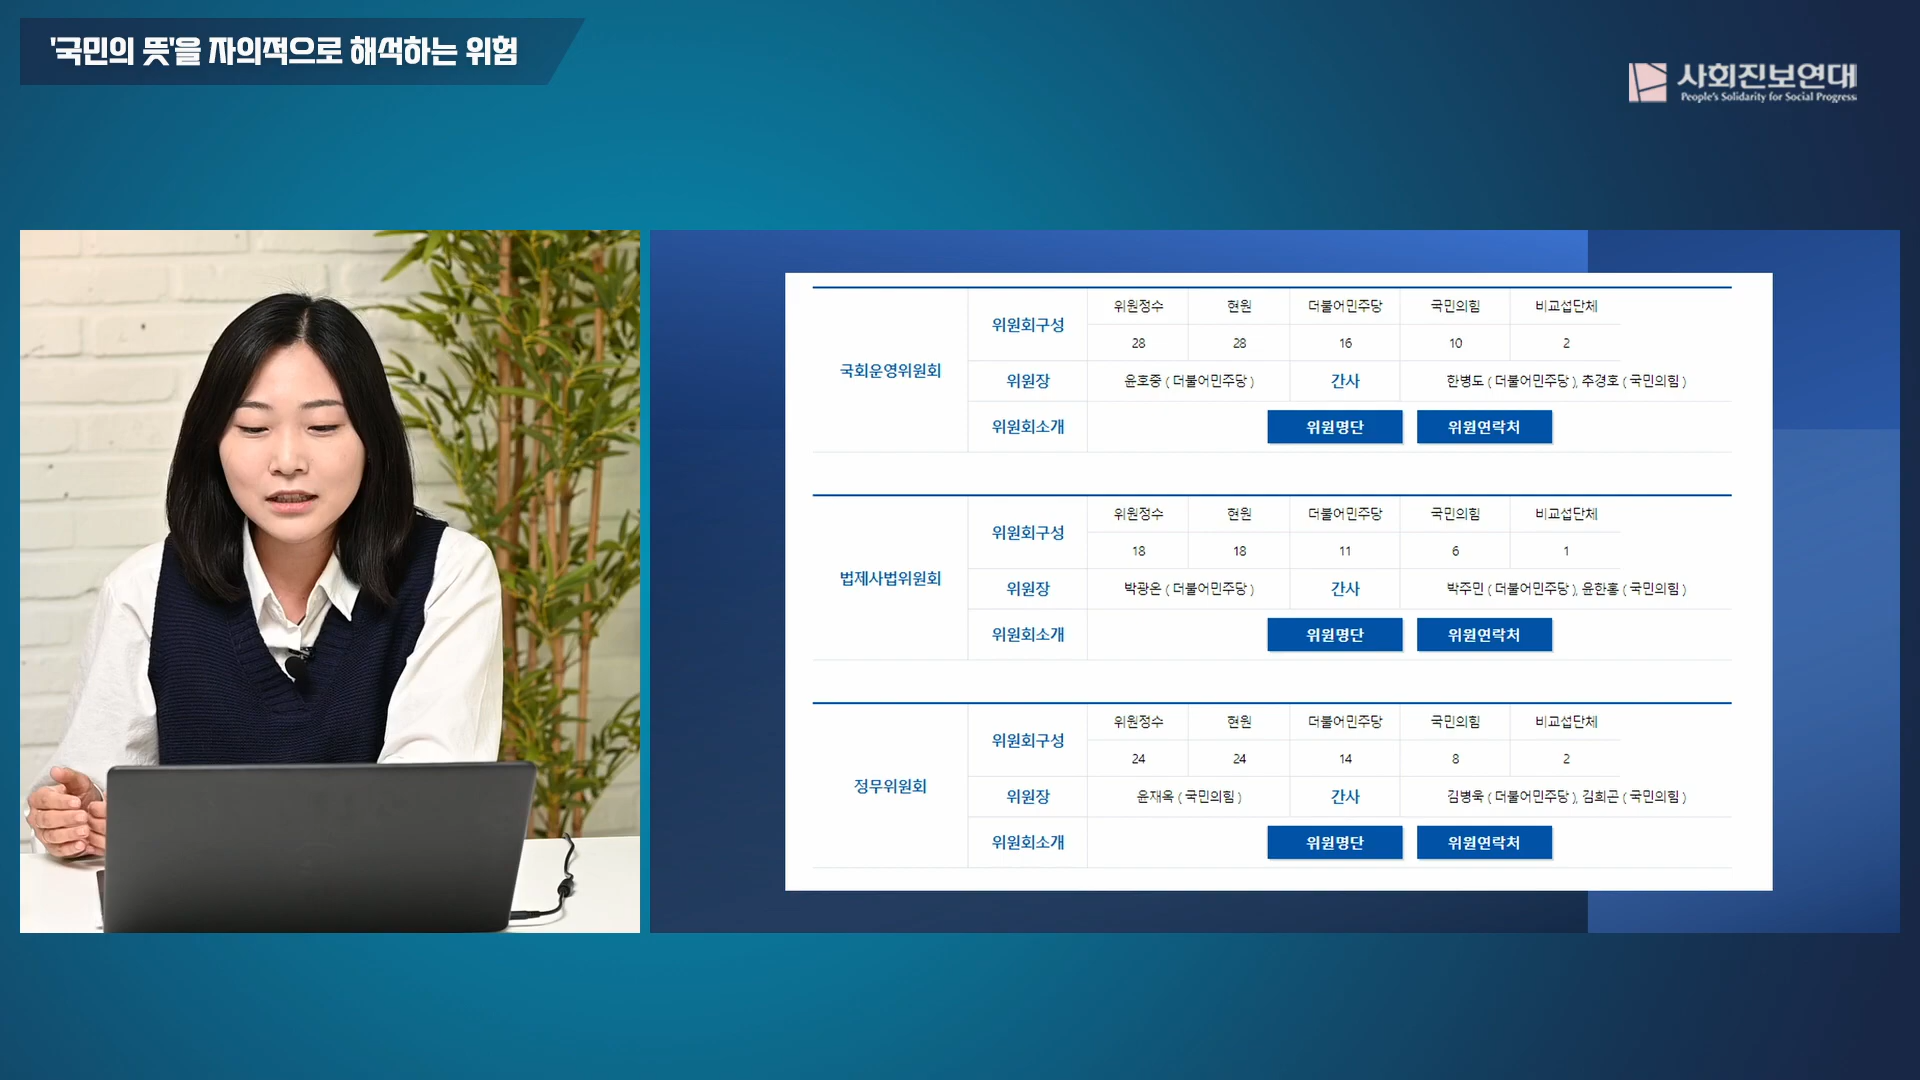 '국민의 뜻'을 자의적으로 해석하는 위험
사회진보연대
People's Solidarity for Social Progress
국회운영위원회
위원회구성
위원정수 현원 더불어민주당 국민의힘 비교섭단체
28 28 16 10 2
위원장 윤호중 ( 더불어민주당 ) 간사 한병도 ( 더불어민주당 ), 추경호 ( 국민의힘 )
위원회소개 위원명단 위원연락처
법제사법위원회
위원회구성
위원정수 현원 더불어민주당 국민의힘 비교섭단체
18 18 11 6 1
위원장 박광온 ( 더불어민주당 ) 간사 박주민 ( 더불어민주당 ), 윤한홍 ( 국민의힘 )
위원회소개 위원명단 위원연락처
정무위원회
위원회구성
위원정수 현원 더불어민주당 국민의힘 비교섭단체
24 24 14 8 2
위원장 윤재옥 ( 국민의힘 ) 간사 김병욱 ( 더불어민주당 ), 김희곤 ( 국민의힘 )
위원회소개 위원명단 위원연락처